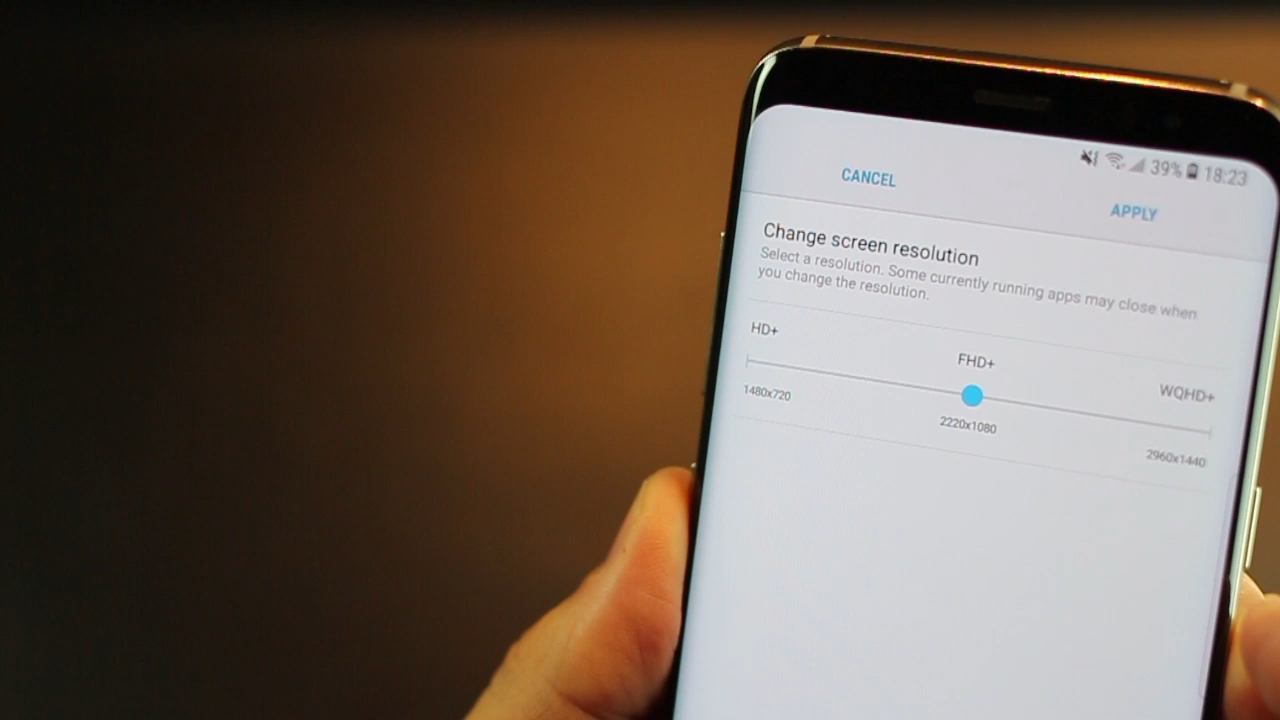 39% 18:23
CANCEL
APPLY
Change screen resolution
Select a resolution. Some currently running apps may close when
you change the resolution.
HD+
FHD+
WQHD+
1480x720
2220x1080
2960x1440